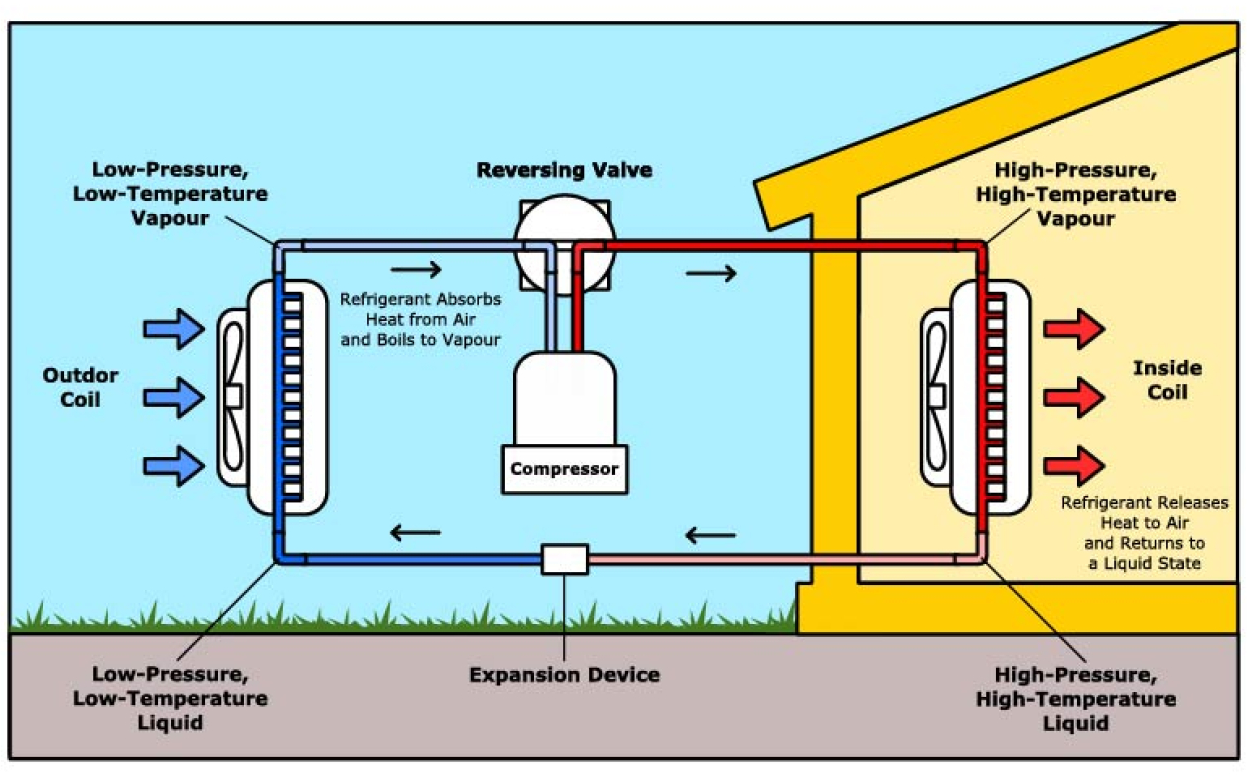 Low-Pressure,
Low-Temperature
Vapour
Reversing Valve
High-Pressure,
High-Temperature
Vapour
Refrigerant Absorbs
Heat from Air
and Boils to Vapour
Outdor
Coil
Inside
Coil
Compressor
Refrigerant Releases
Heat to Air
and Returns to
a Liquid State
Low-Pressure,
Low-Temperature
Liquid
Expansion Device
High-Pressure,
High-Temperature
Liquid